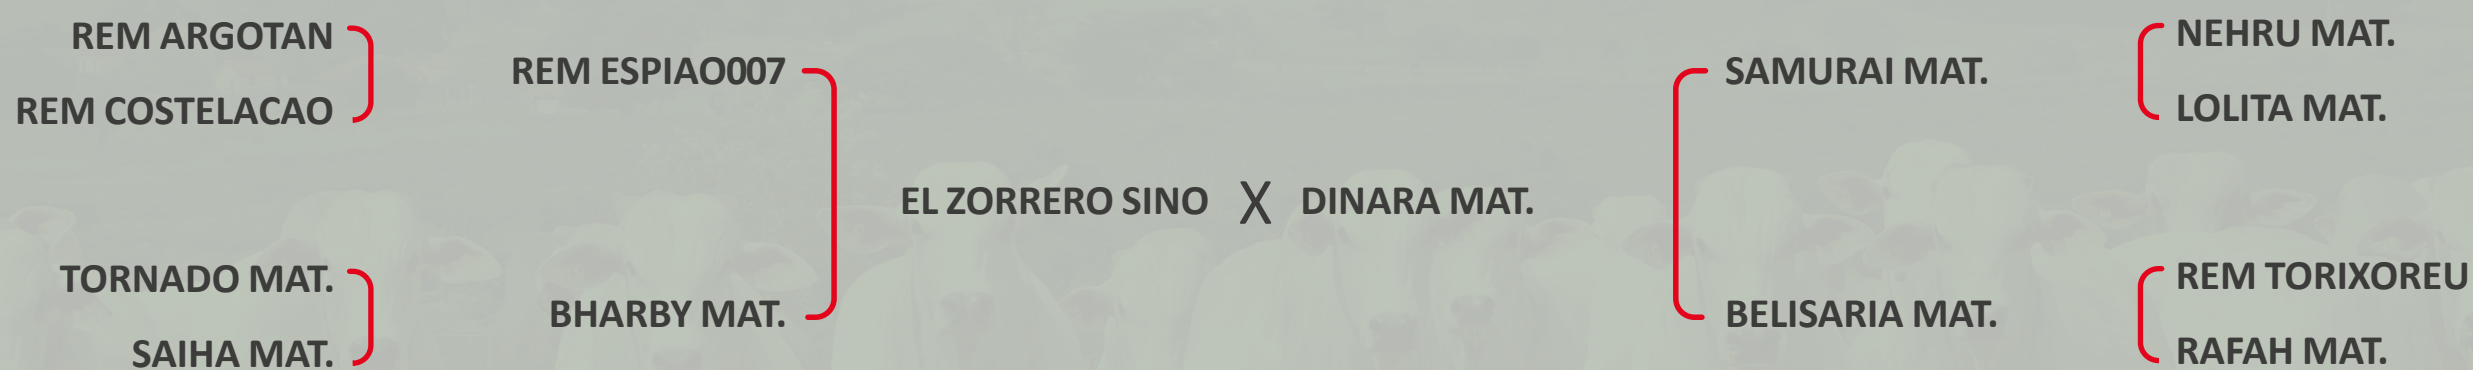 REM ARGOTAN
REM COSTELACAO
REM ESPIAO007
TORNADO MAT.
SAIHA MAT.
BHARBY MAT.
EL ZORRERO SINO X DINARA MAT.
SAMURAI MAT.
NEHRU MAT.
LOLITA MAT.
BELISARIA MAT.
REM TORIXOREU
RAFAH MAT.